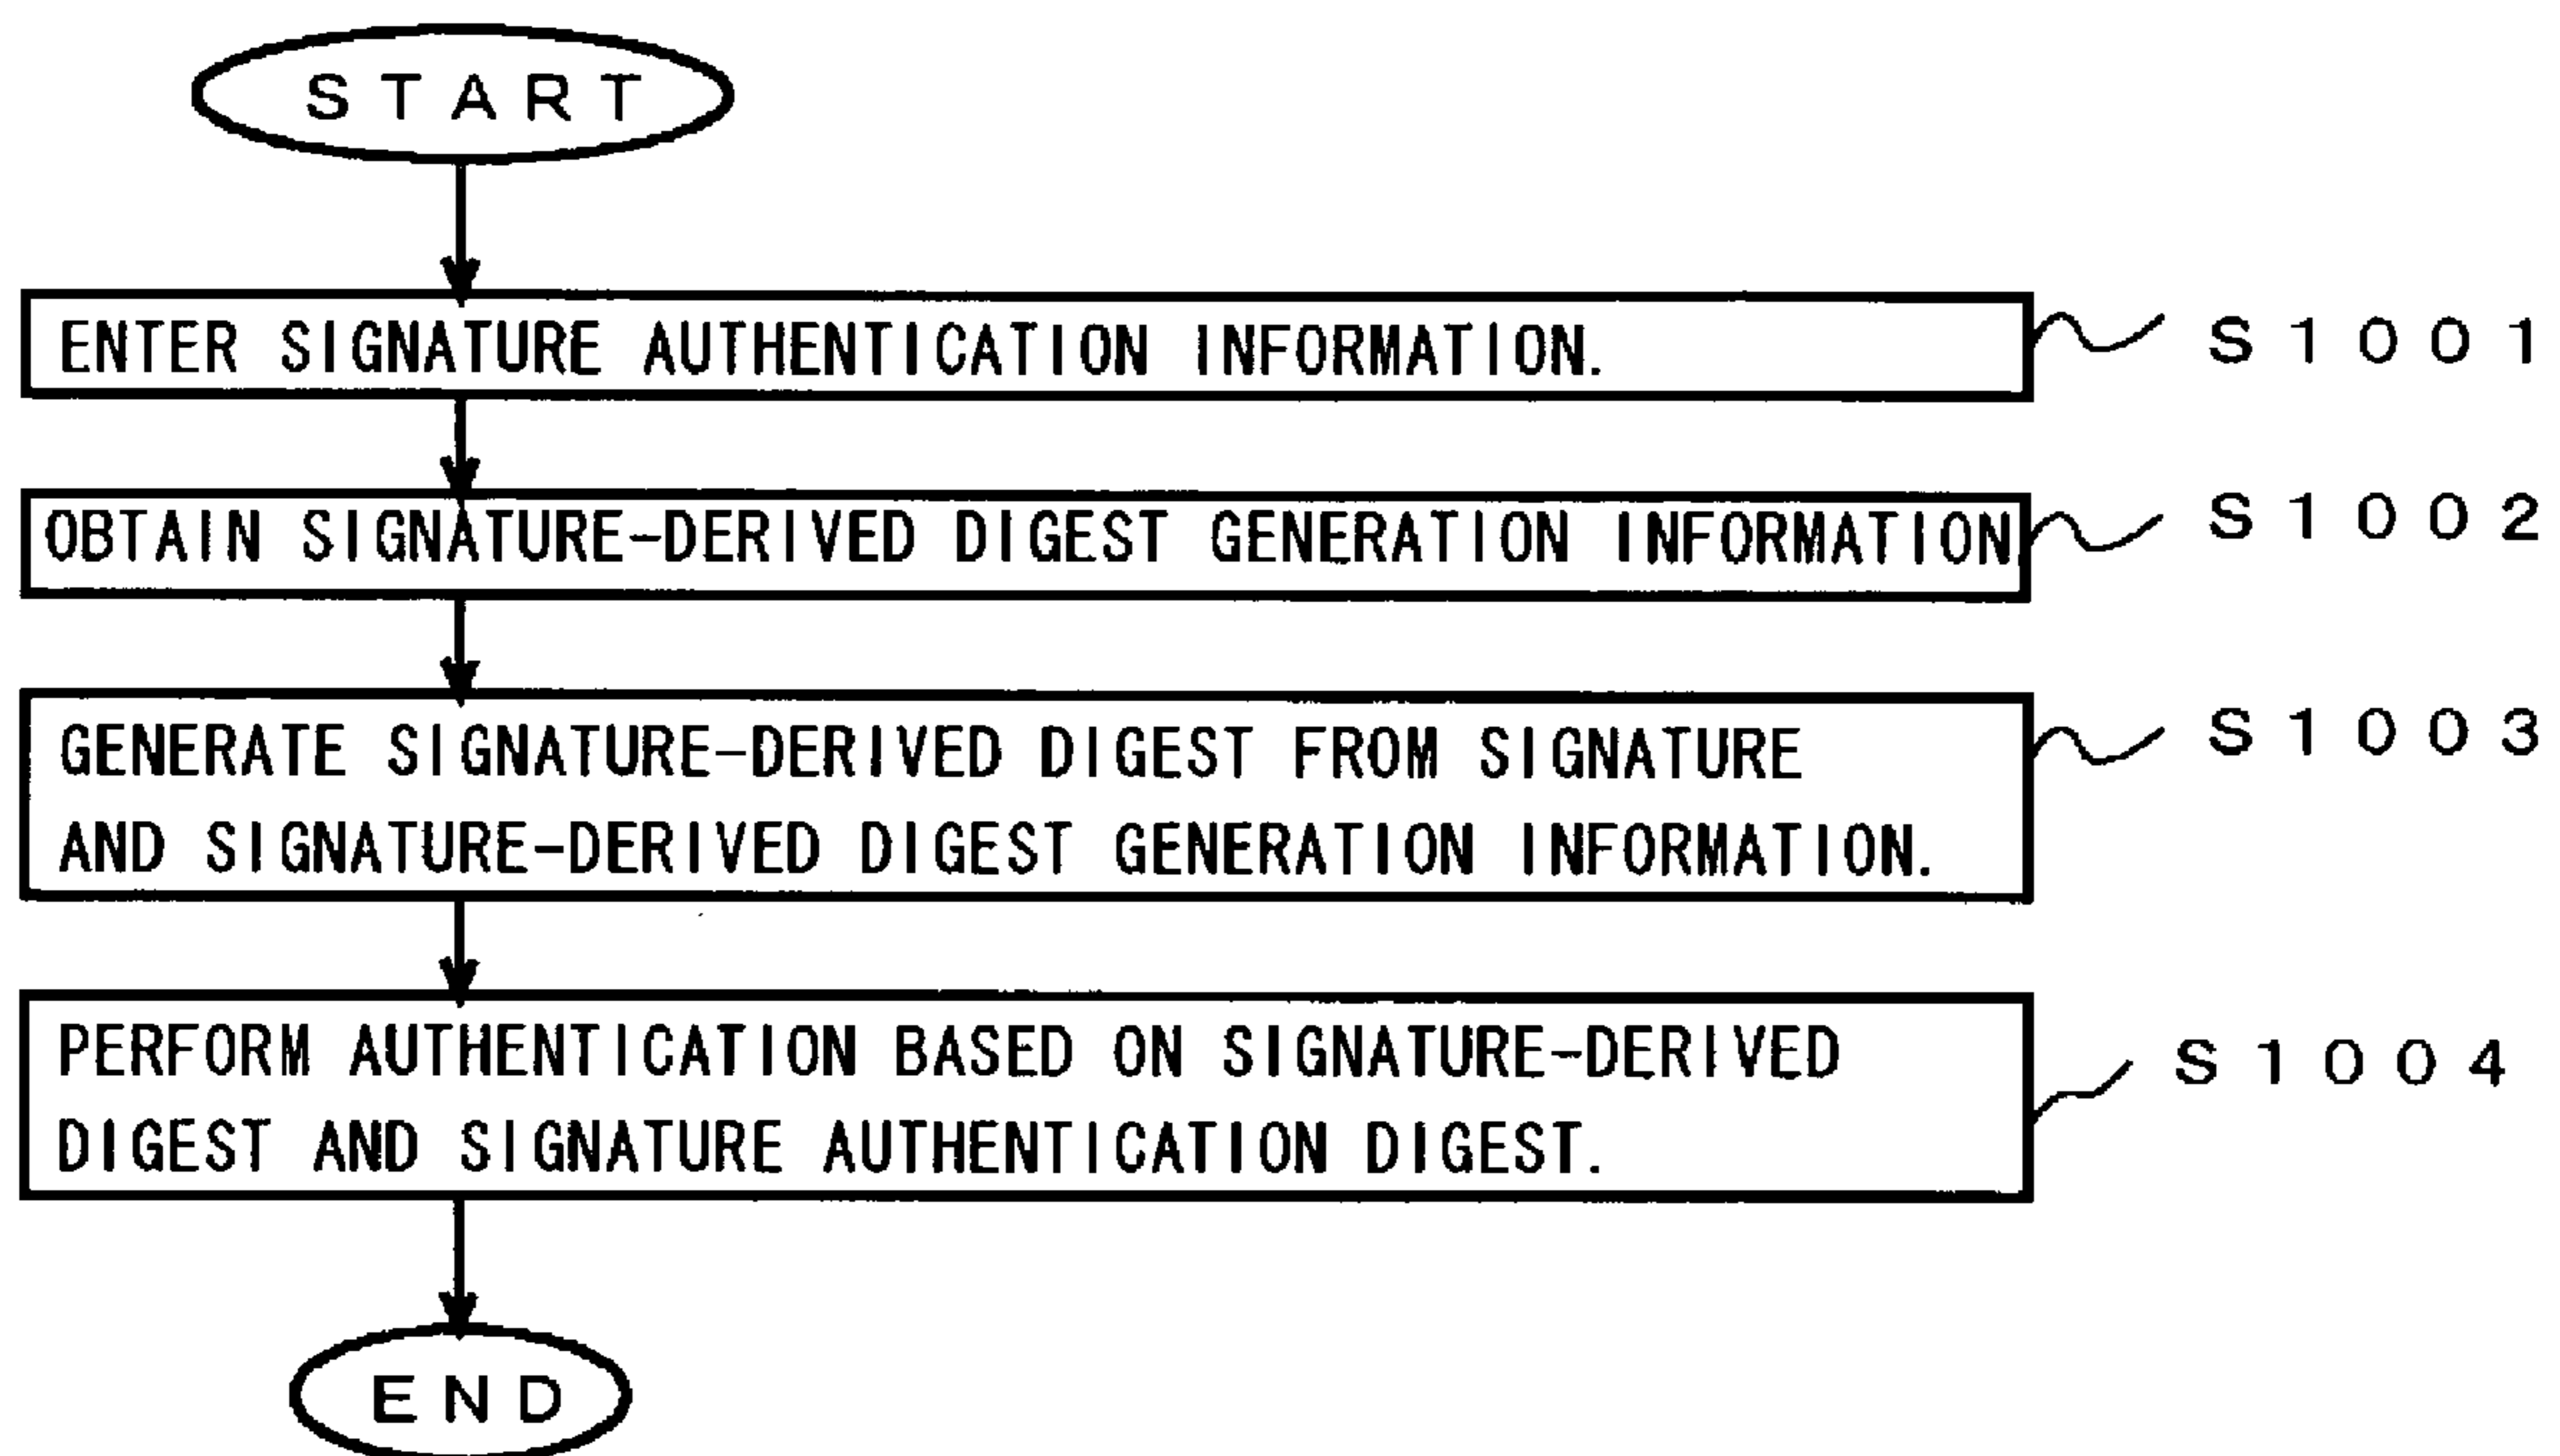 START
ENTER SIGNATURE AUTHENTICATION INFORMATION.
S1001
OBTAIN SIGNATURE-DERIVED DIGEST GENERATION INFORMATION
S1002
GENERATE SIGNATURE-DERIVED DIGEST FROM SIGNATURE
AND SIGNATURE-DERIVED DIGEST GENERATION INFORMATION.
S1003
PERFORM AUTHENTICATION BASED ON SIGNATURE-DERIVED
DIGEST AND SIGNATURE AUTHENTICATION DIGEST.
S1004
END